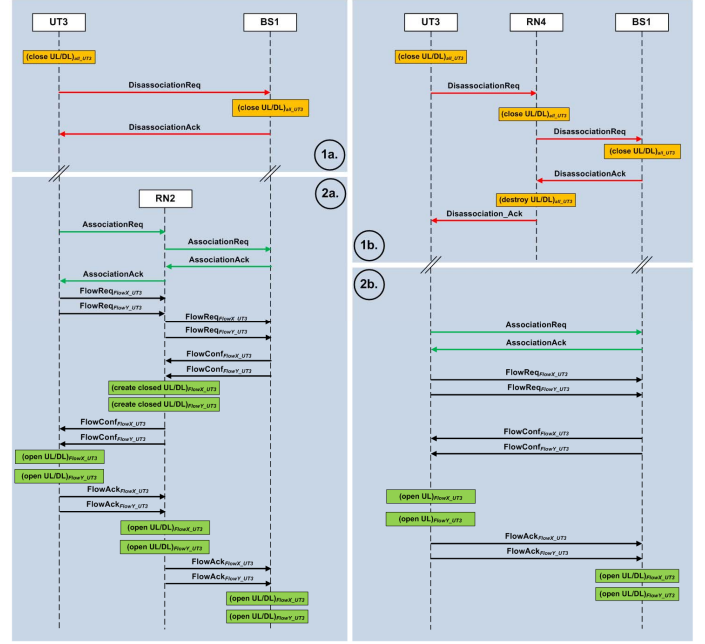 UT3
BS1
(close UL/DL)all_UT3
DisassociationReq
(close UL/DL)all_UT3
DisassociationAck
1a.
2a.
RN2
AssociationReq
AssociationReq
AssociationAck
AssociationAck
FlowReqFlowX_UT3
FlowReqFlowY_UT3
FlowReqFlowX_UT3
FlowReqFlowY_UT3
FlowConfFlowX_UT3
FlowConfFlowY_UT3
(create closed UL/DL)FlowX_UT3
(create closed UL/DL)FlowY_UT3
FlowConfFlowX_UT3
FlowConfFlowY_UT3
(open UL/DL)FlowX_UT3
(open UL/DL)FlowY_UT3
FlowAckFlowX_UT3
FlowAckFlowY_UT3
(open UL/DL)FlowX_UT3
(open UL/DL)FlowY_UT3
FlowAckFlowX_UT3
FlowAckFlowY_UT3
(open UL/DL)FlowX_UT3
(open UL/DL)FlowY_UT3
UT3
RN4
BS1
(close UL/DL)all_UT3
DisassociationReq
(close UL/DL)all_UT3
DisassociationReq
(close UL/DL)all_UT3
DisassociationAck
(destroy UL/DL)all_UT3
Disassociation_Ack
1b.
2b.
AssociationReq
AssociationAck
FlowReqFlowX_UT3
FlowReqFlowY_UT3
FlowConfFlowX_UT3
FlowConfFlowY_UT3
(open UL)FlowX_UT3
(open UL)FlowY_UT3
FlowAckFlowX_UT3
FlowAckFlowY_UT3
(open UL/DL)FlowX_UT3
(open UL/DL)FlowY_UT3